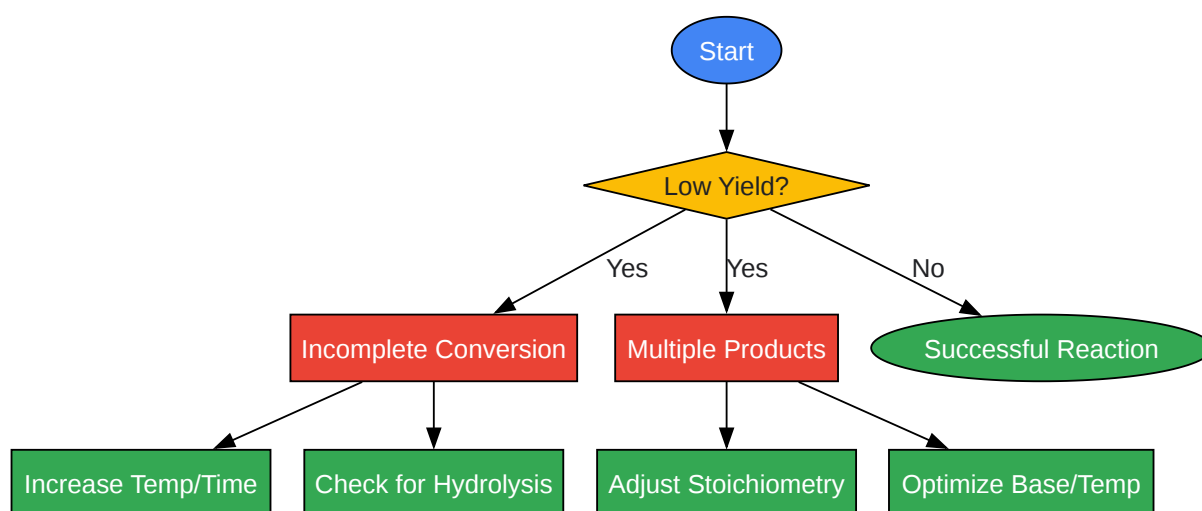 Start
Low Yield?
Yes
Yes
No
Incomplete Conversion
Multiple Products
Successful Reaction
Increase Temp/Time
Check for Hydrolysis
Adjust Stoichiometry
Optimize Base/Temp